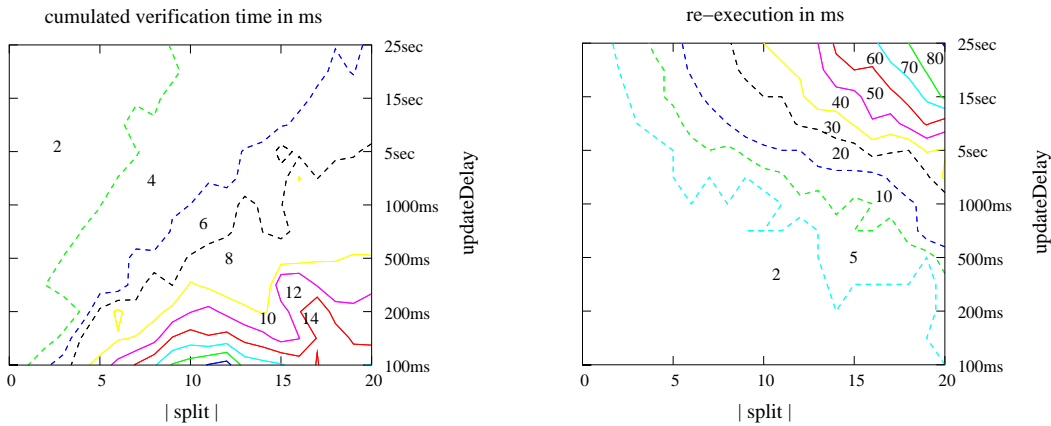 cumulated verification time in ms
25sec
15sec
5sec
1000ms
500ms
200ms
100ms
updateDelay
2
4
6
8
10
12
14
0
5
10
15
20
| split |
re-execution in ms
25sec
15sec
5sec
1000ms
500ms
200ms
100ms
updateDelay
60
80
70
50
40
30
20
10
5
2
0
5
10
15
20
| split |